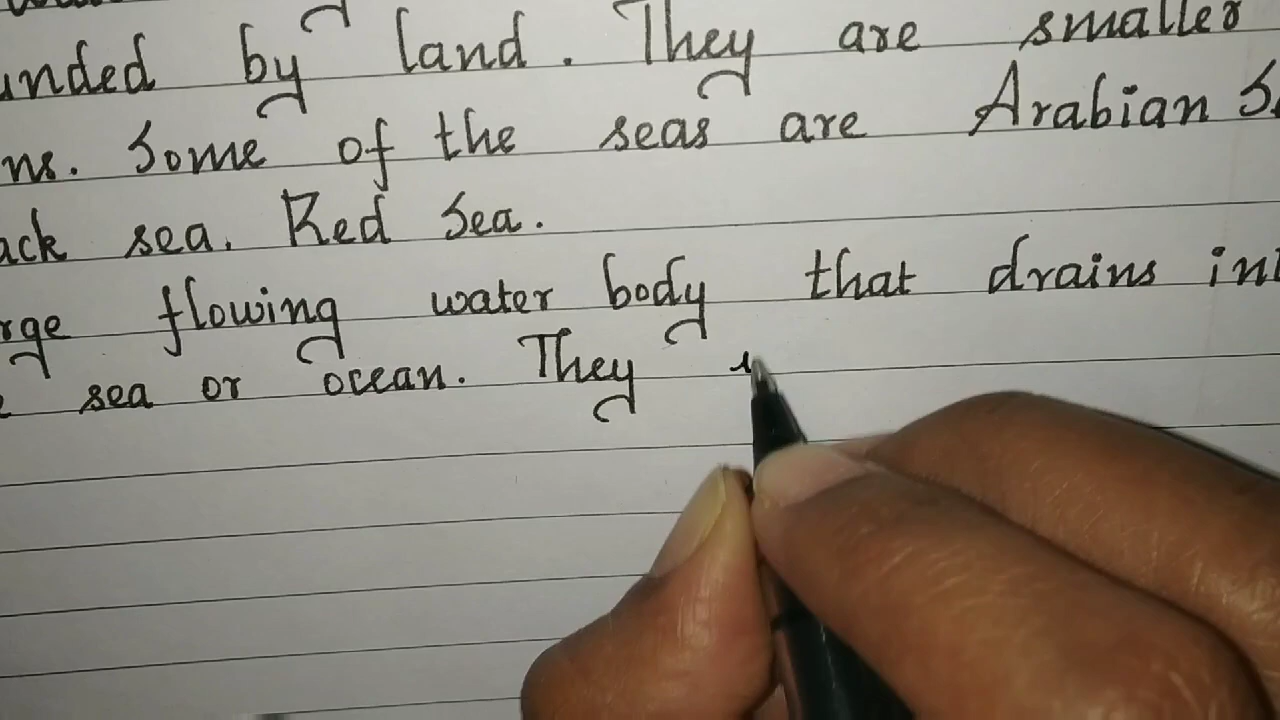 unded by land. They are smaller
ns. Some of the seas are Arabian
ack sea. Red Sea.
rge flowing water body that drains
sea or ocean. They